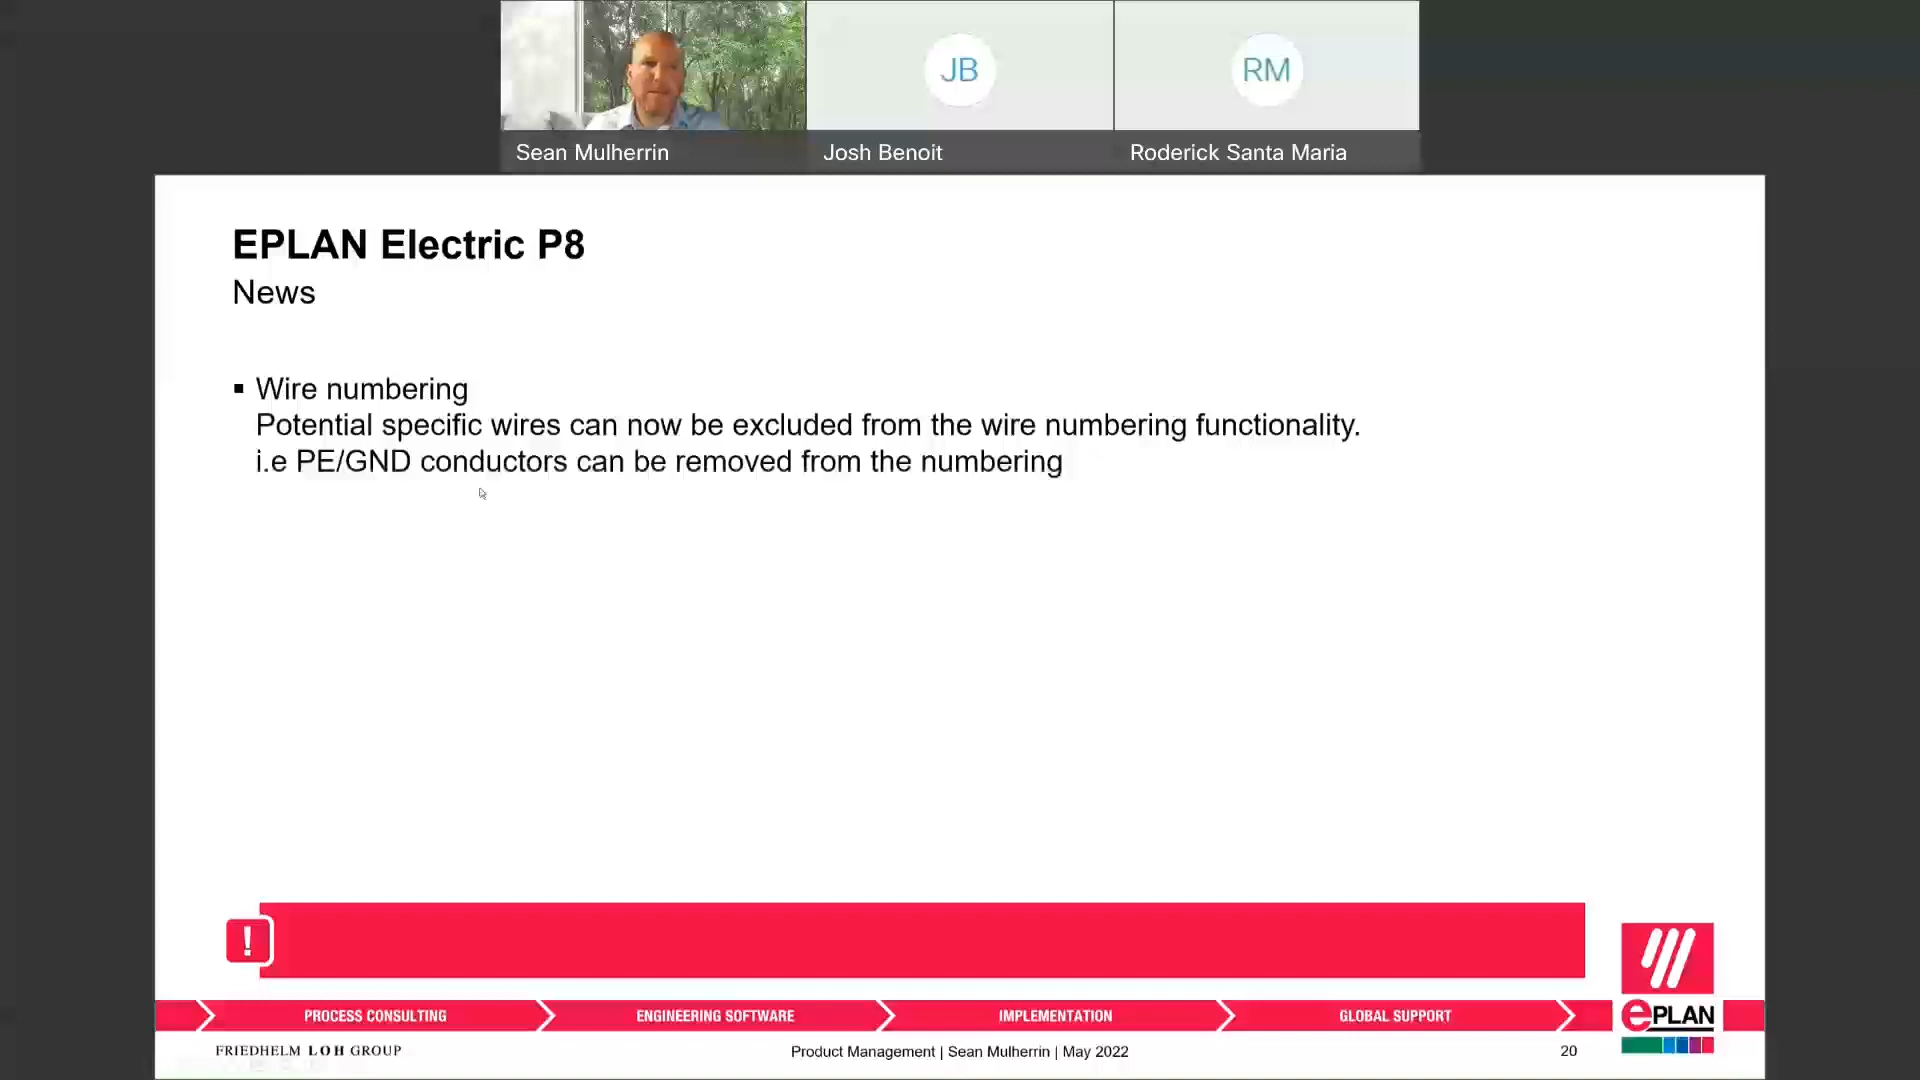 JB
RM
Sean Mulherrin
Josh Benoit
Roderick Santa Maria
EPLAN Electric P8
News
Wire numbering
Potential specific wires can now be excluded from the wire numbering functionality.
i.e PE/GND conductors can be removed from the numbering
!
PROCESS CONSULTING
ENGINEERING SOFTWARE
IMPLEMENTATION
GLOBAL SUPPORT
ePLAN
FRIEDHELM LOH GROUP
Product Management | Sean Mulherrin | May 2022
20